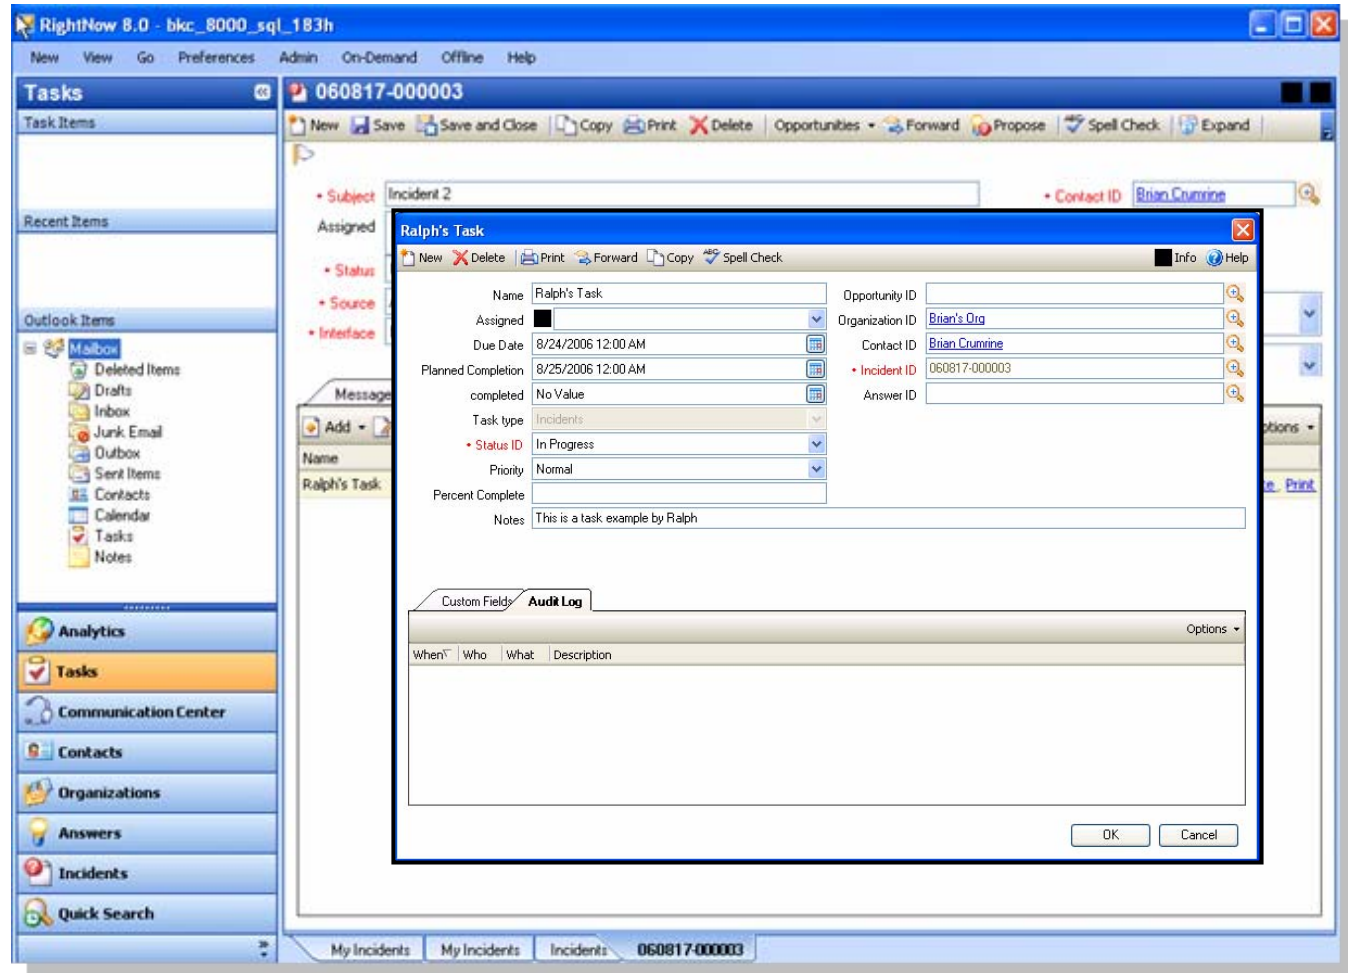 RightNow 8.0 - bkc_8000_sql_183h
New View Go Preferences Admin On-Demand Offline Help
Tasks
060817-000003
Task Items
New Save Save and Close Copy Print Delete Opportunities Forward Propose Spell Check Expand
Subject Incident 2
Contact ID Brian Crumrine
Recent Items
Assigned
Status
Source
Interface
Outlook Items
Mailbox
Deleted Items
Drafts
Inbox
Junk Email
Outbox
Sent Items
Contacts
Calendar
Tasks
Notes
Message
Add
Name
Ralph's Task
Print
Ralph's Task
New Delete Print Forward Copy Spell Check Info Help
Name Ralph's Task
Assigned
Due Date 8/24/2006 12:00 AM
Planned Completion 8/25/2006 12:00 AM
completed No Value
Task type Incidents
Status ID In Progress
Priority Normal
Percent Complete
Notes This is a task example by Ralph
Opportunity ID
Organization ID Brian's Org
Contact ID Brian Crumrine
Incident ID 060817-000003
Answer ID
Custom Fields Audit Log
Options
When Who What Description
OK Cancel
Analytics
Tasks
Communication Center
Contacts
Organizations
Answers
Incidents
Quick Search
My Incidents My Incidents Incidents 060817-000003